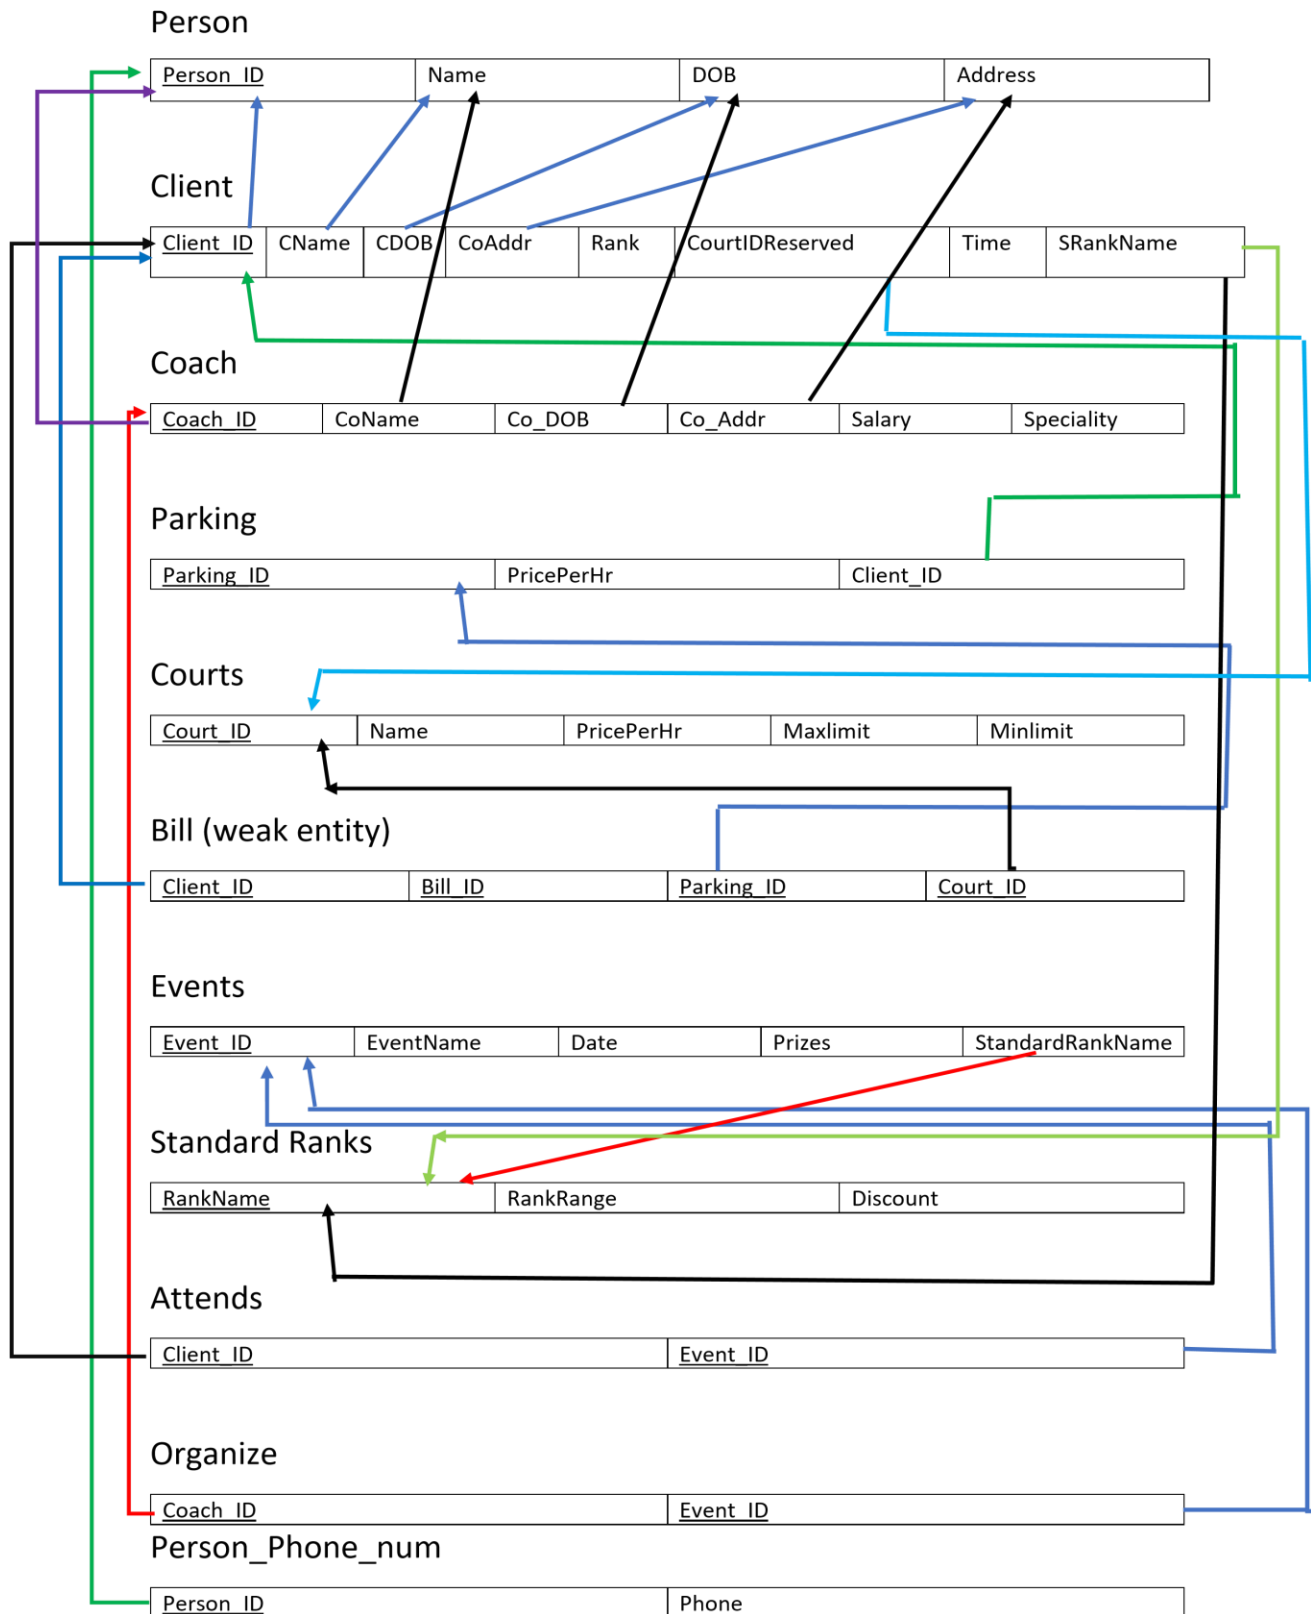 Person
Person_ID Name DOB Address
Client
Client_ID CName CDOB CoAddr Rank CourtIDReserved Time SRankName
Coach
Coach_ID CoName Co_DOB Co_Addr Salary Speciality
Parking
Parking_ID PricePerHr Client_ID
Courts
Court_ID Name PricePerHr Maxlimit Minlimit
Bill (weak entity)
Client_ID Bill_ID Parking_ID Court_ID
Events
Event_ID EventName Date Prizes StandardRankName
Standard Ranks
RankName RankRange Discount
Attends
Client_ID Event_ID
Organize
Coach_ID Event_ID
Person_Phone_num
Person_ID Phone